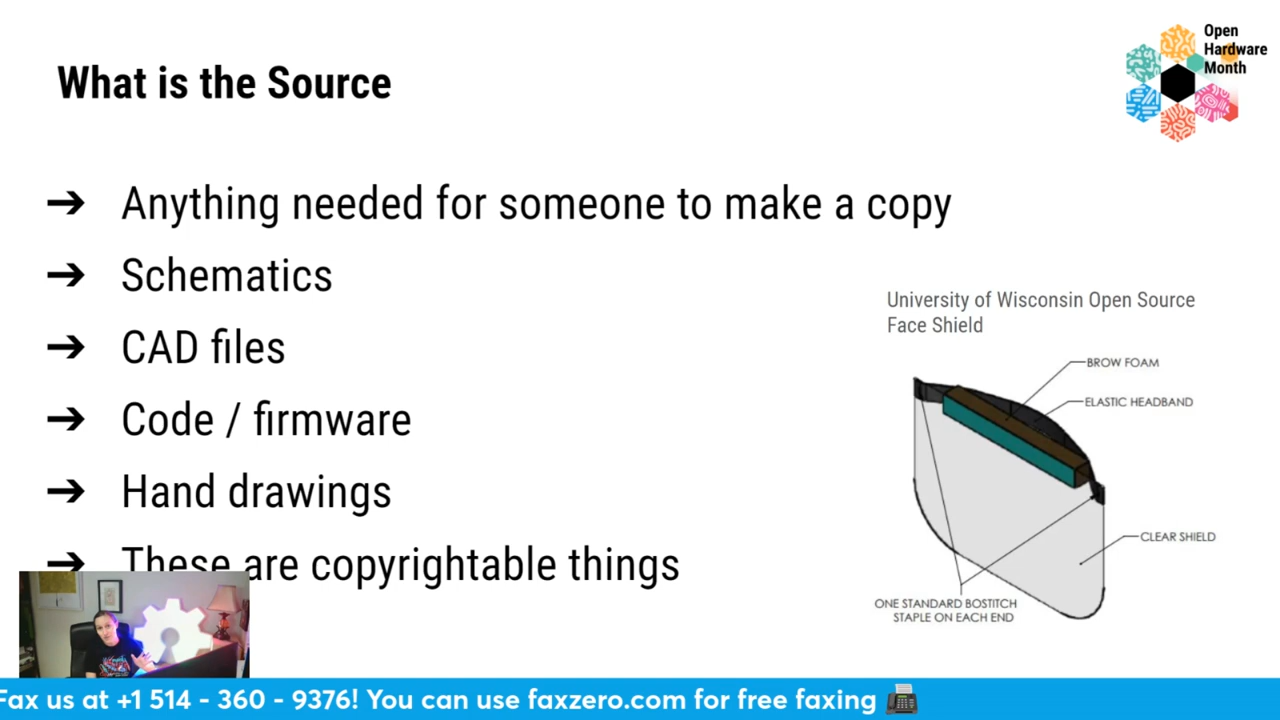 What is the Source
Open
Hardware
Month
➔ Anything needed for someone to make a copy
➔ Schematics
➔ CAD files
➔ Code / firmware
➔ Hand drawings
➔ These are copyrightable things
University of Wisconsin Open Source
Face Shield
BROW FOAM
ELASTIC HEADBAND
CLEAR SHIELD
ONE STANDARD BOSTITCH
STAPLE ON EACH END
Fax us at +1 514 - 360 - 9376! You can use faxzero.com for free faxing 📠